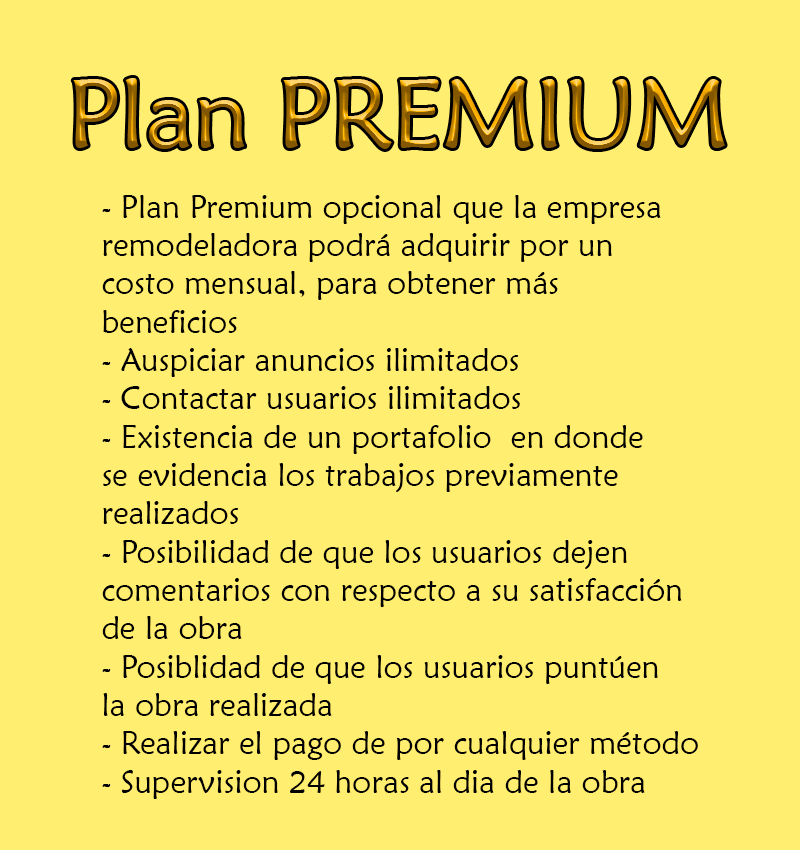 Plan PREMIUM
- Plan Premium opcional que la empresa
remodeladora podrá adquirir por un
costo mensual, para obtener más
beneficios
- Auspiciar anuncios ilimitados
- Contactar usuarios ilimitados
- Existencia de un portafolio  en donde
se evidencia los trabajos previamente
realizados
- Posibilidad de que los usuarios dejen
comentarios con respecto a su satisfacción
de la obra
- Posiblidad de que los usuarios puntúen
la obra realizada
- Realizar el pago de por cualquier método
- Supervision 24 horas al dia de la obra